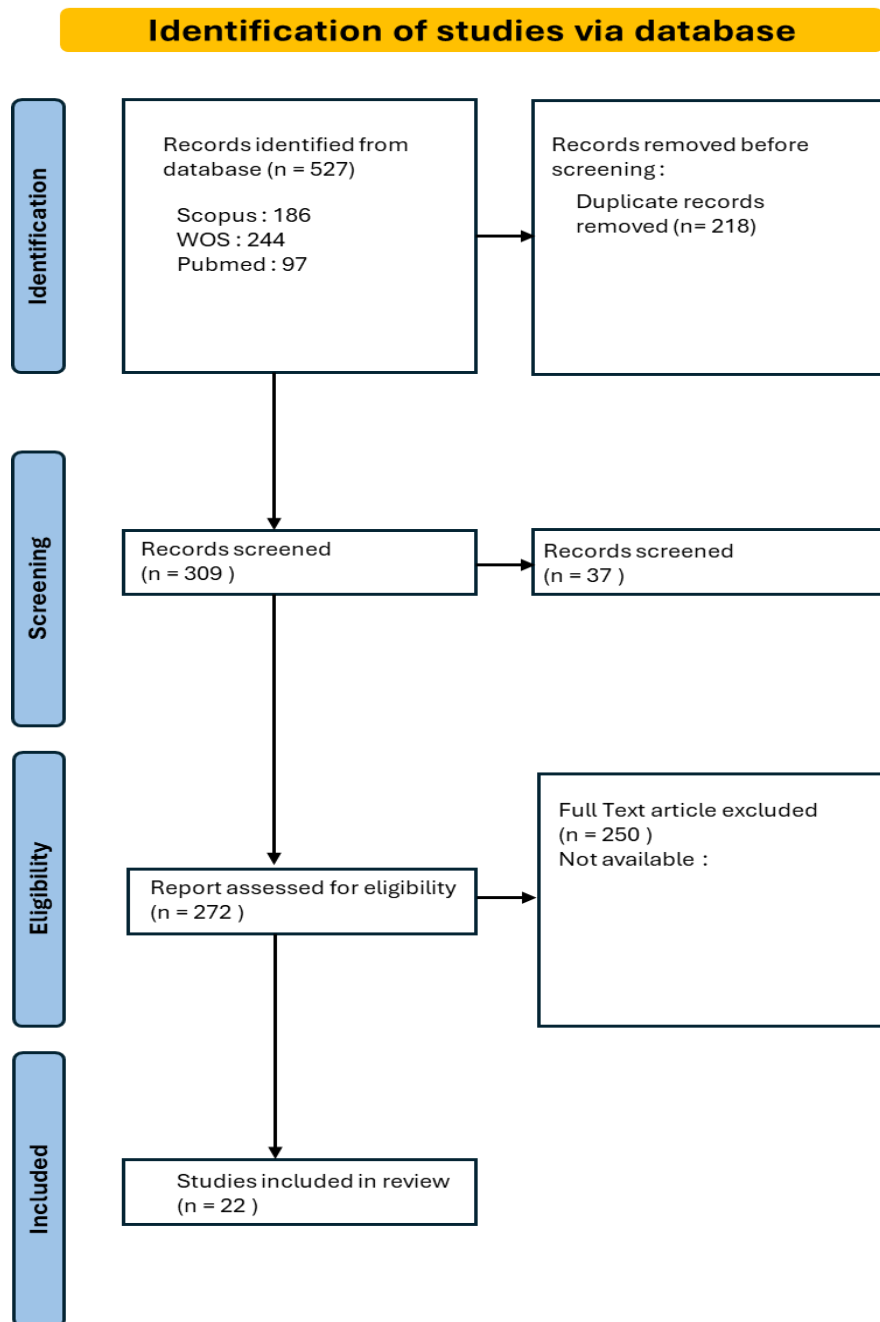 Identification of studies via database
Identification
Records identified from
database (n = 527)
Scopus : 186
WOS : 244
Pubmed : 97
Records removed before
screening :
Duplicate records
removed (n= 218)
Screening
Records screened
(n = 309 )
Records screened
(n = 37 )
Eligibility
Report assessed for eligibility
(n = 272 )
Full Text article excluded
(n = 250 )
Not available :
Included
Studies included in review
(n = 22 )